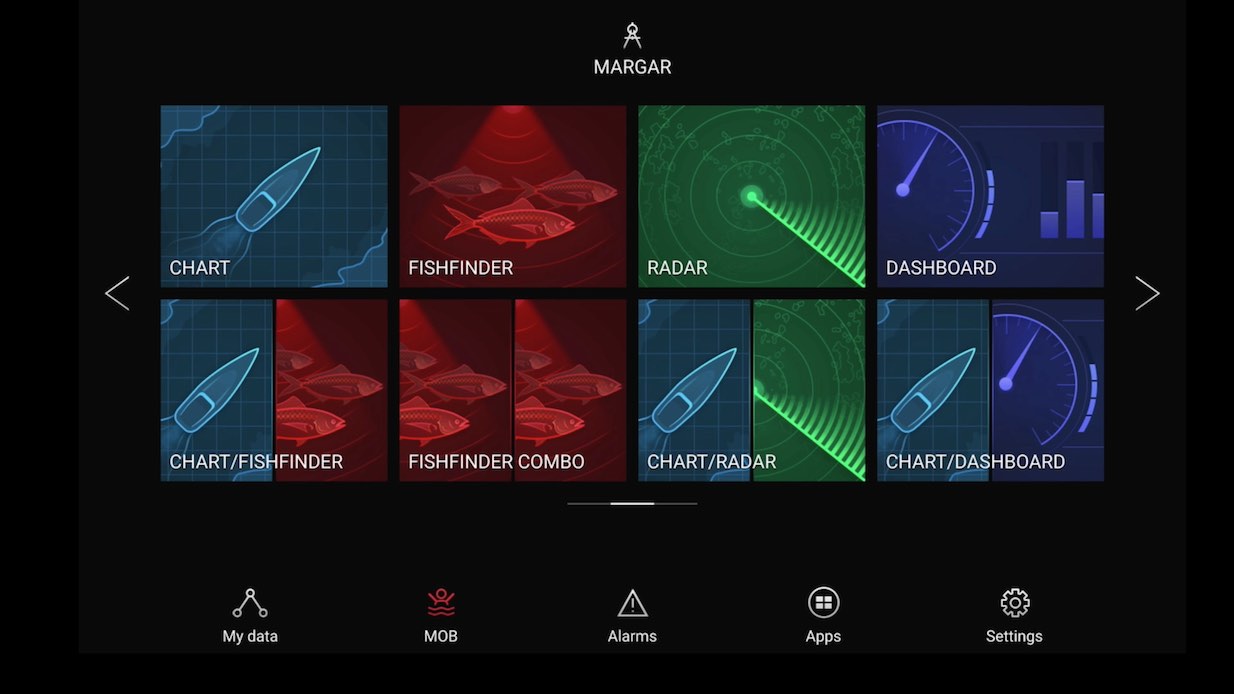 MARGAR
CHART
FISHFINDER
RADAR
DASHBOARD
CHART/FISHFINDER
FISHFINDER COMBO
CHART/RADAR
CHART/DASHBOARD
My data
MOB
Alarms
Apps
Settings